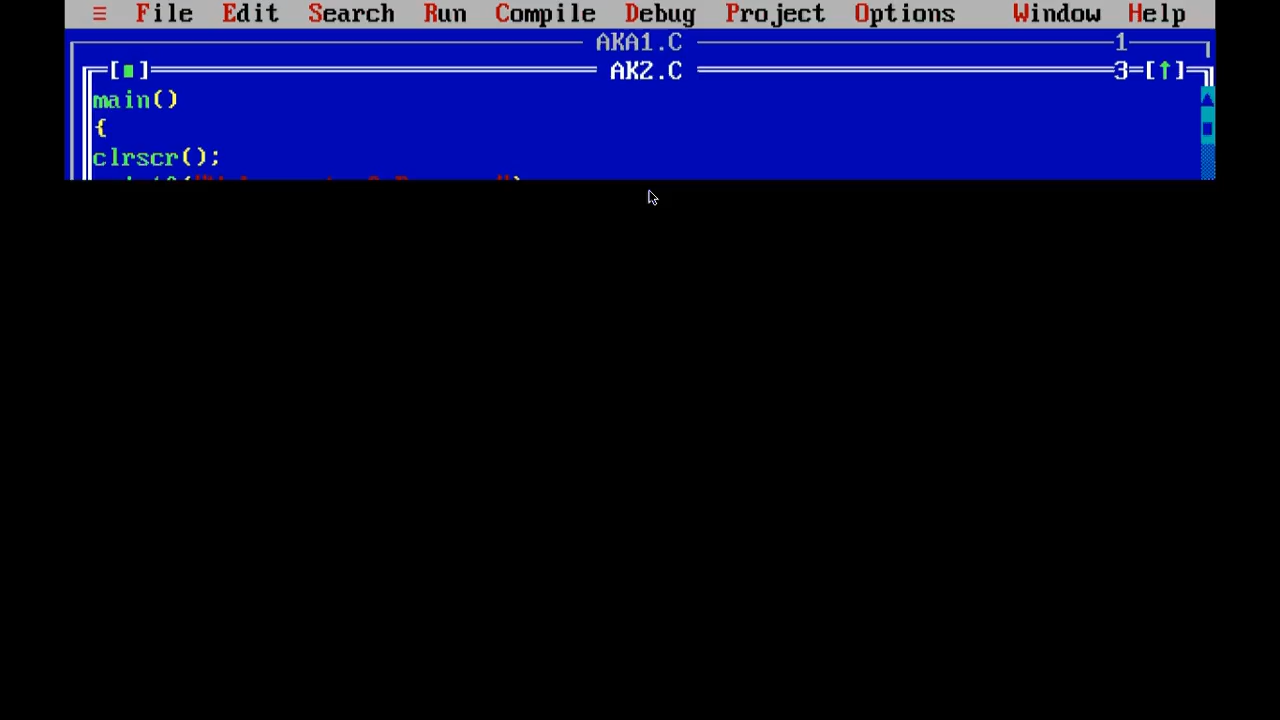 ≡ File Edit Search Run Compile Debug Project Options Window Help
AKA1.C 1
[■] AK2.C 3=[↑]
main()
{
clrscr();